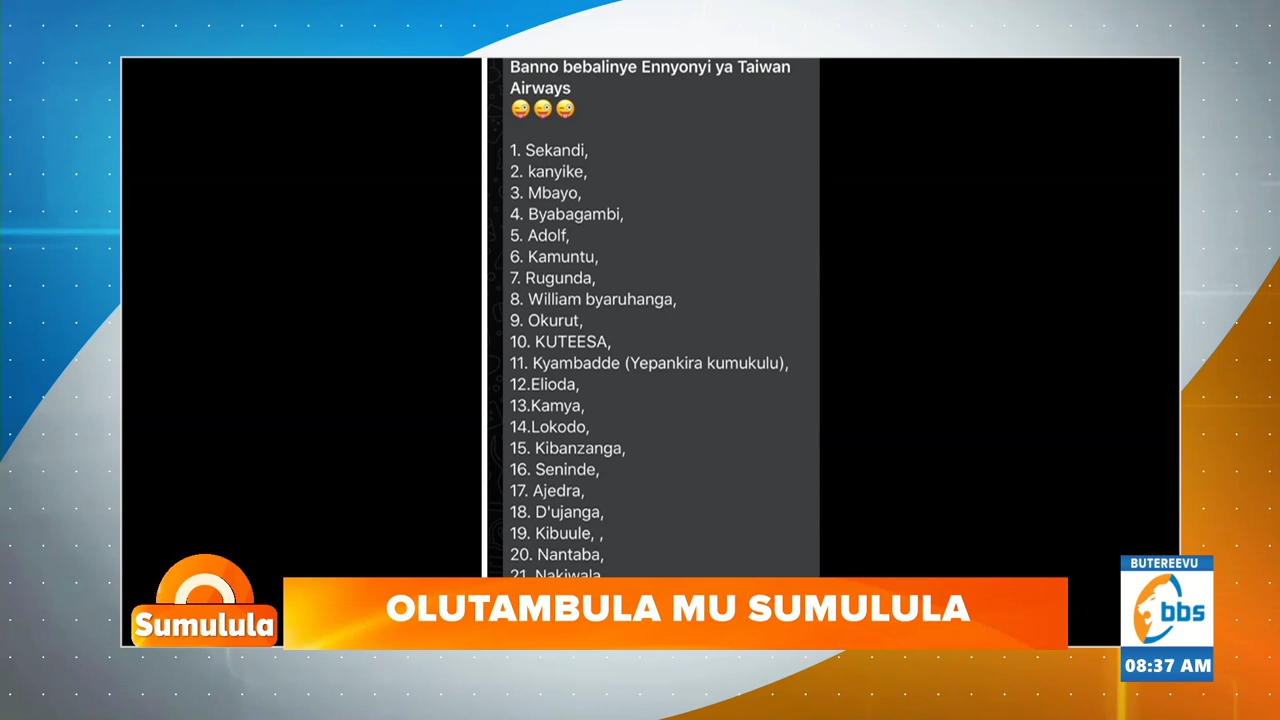 Banno bebalinye Ennyonyi ya Taiwan
Airways
😜😜😜
1. Sekandi,
2. kanyike,
3. Mbayo,
4. Byabagambi,
5. Adolf,
6. Kamuntu,
7. Rugunda,
8. William byaruhanga,
9. Okurut,
10. KUTEESA,
11. Kyambadde (Yepankira kumukulu),
12.Elioda,
13.Kamya,
14.Lokodo,
15. Kibanzanga,
16. Seninde,
17. Ajedra,
18. D'ujanga,
19. Kibuule, ,
20. Nantaba,
21. Nakiwala
Sumulula
OLUTAMBULA MU SUMULULA
BUTEREEVU
bbs
08:37 AM